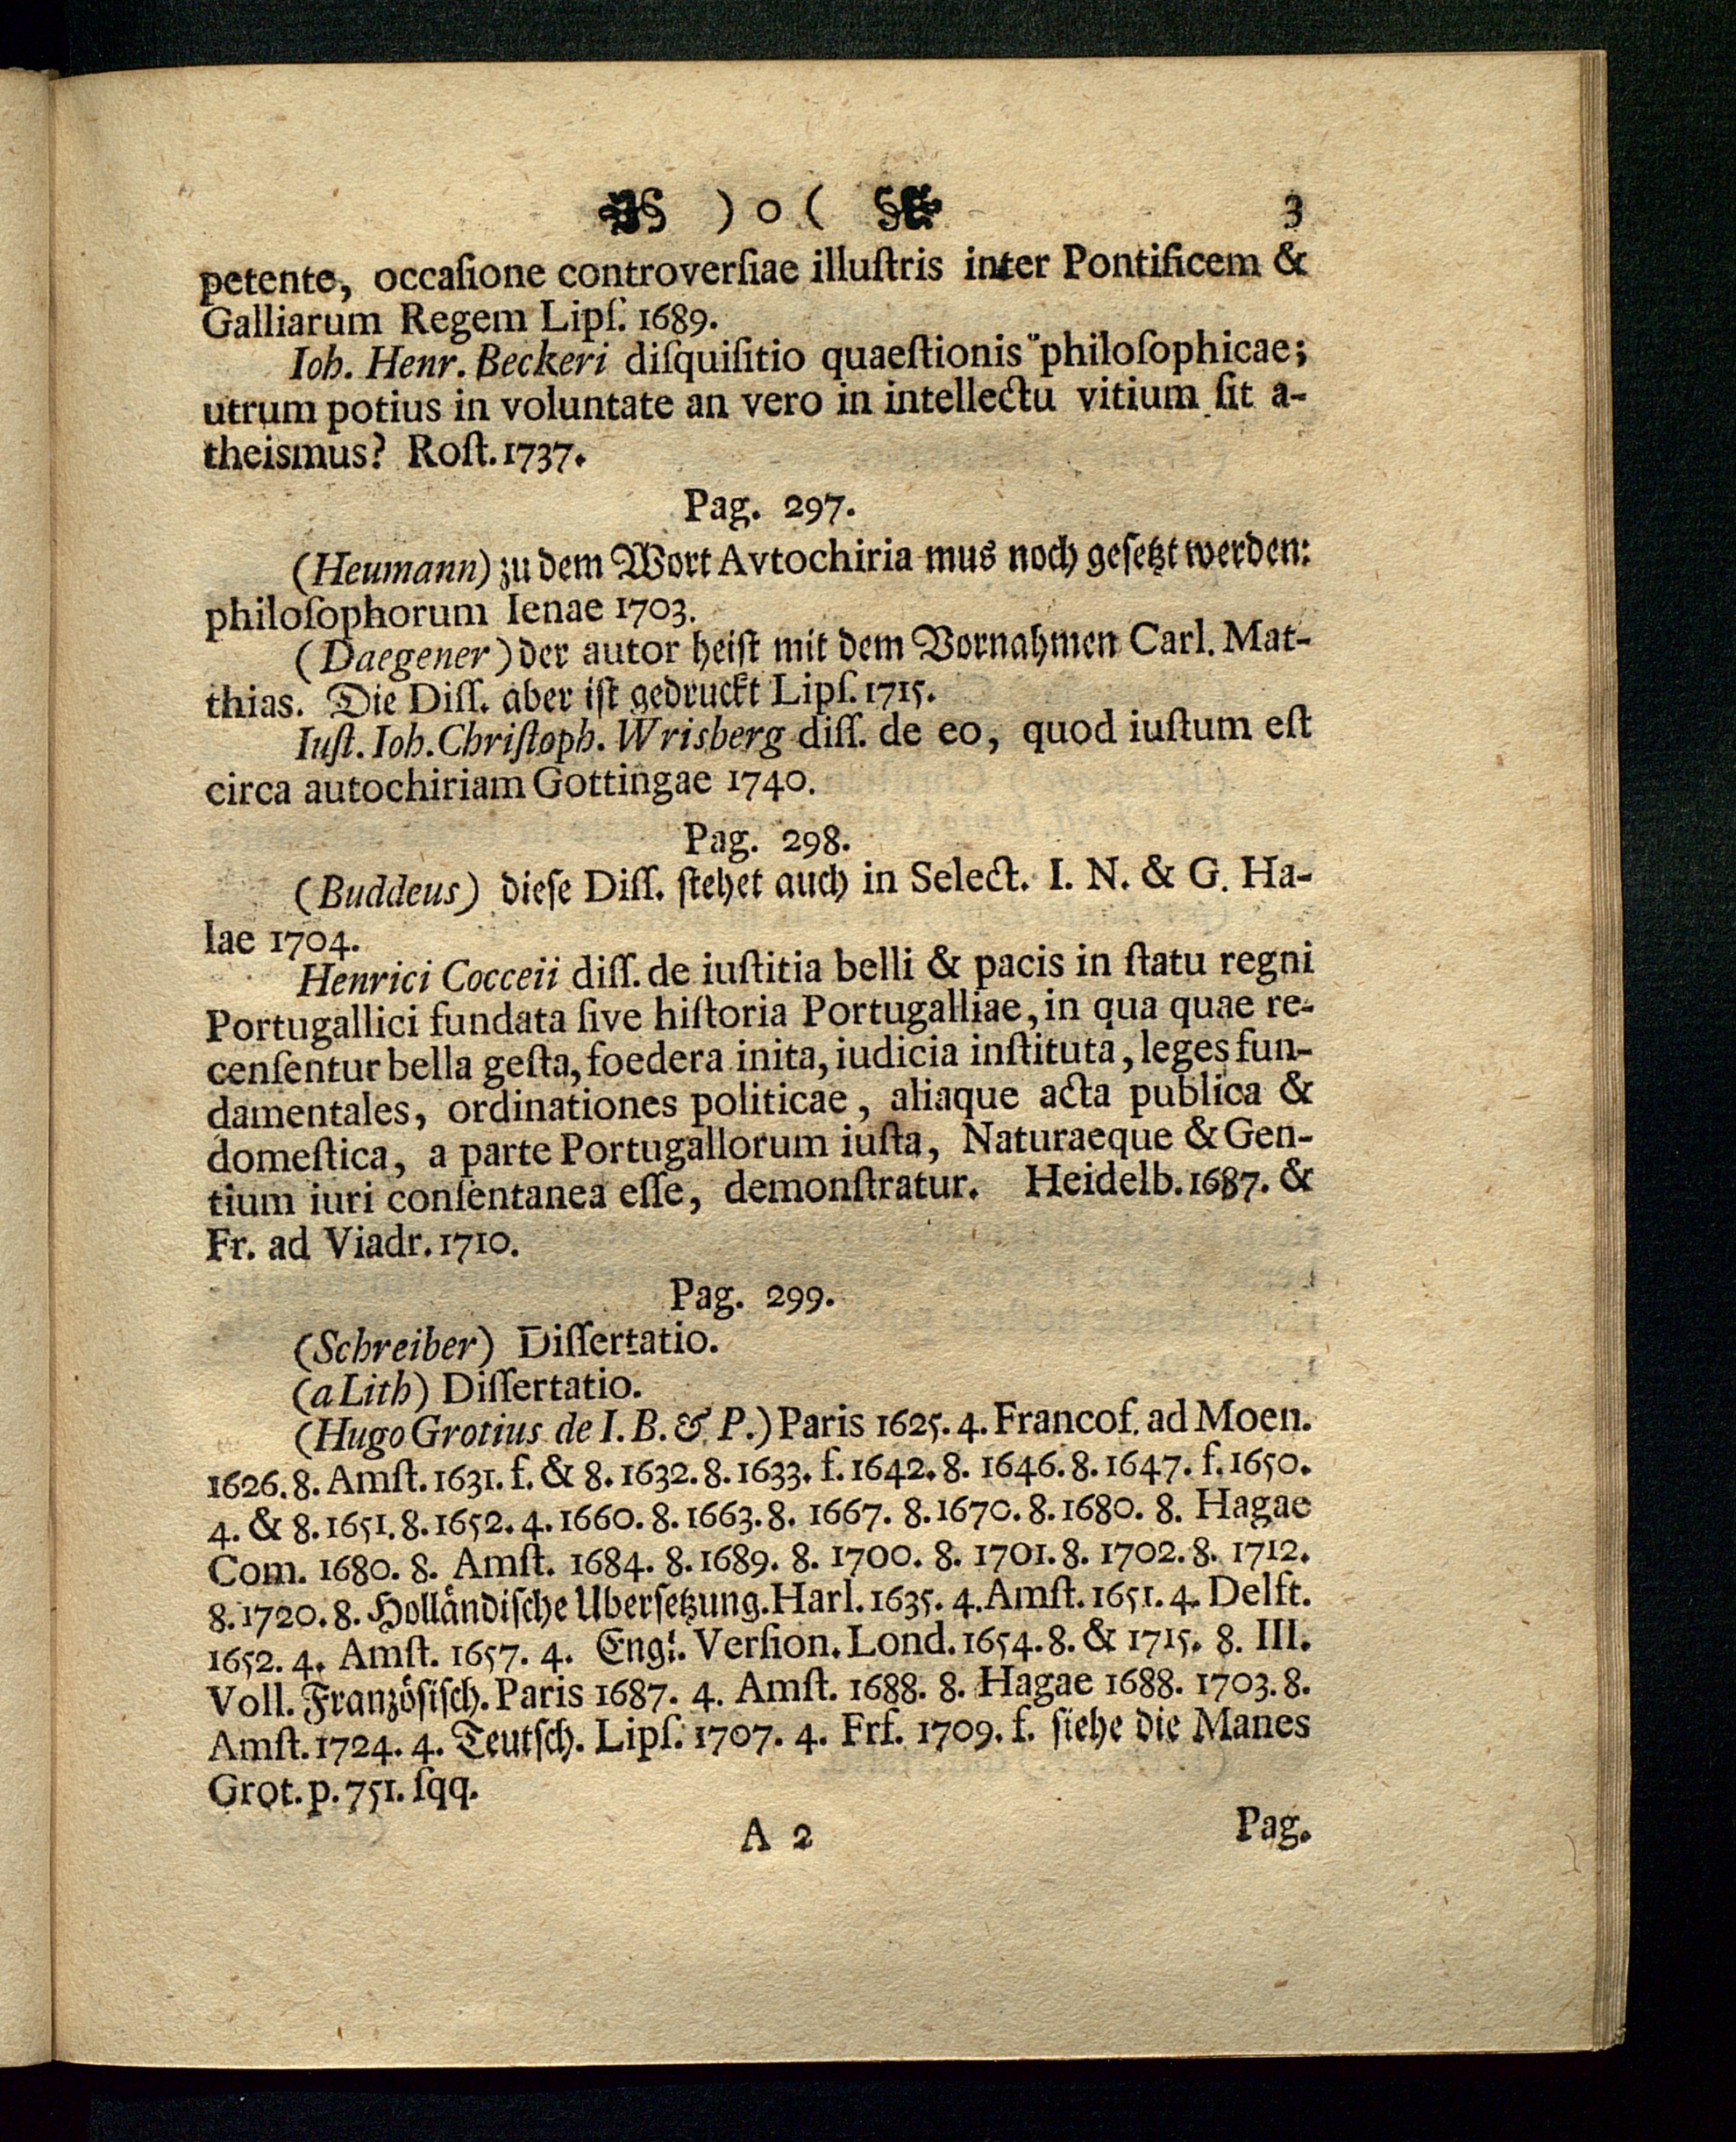 § ) o ( § 3
petente, occaſione controverſiae illuſtris inter Pontificem &
Galliarum Regem Lipſ. 1689.
Ioh. Henr. Beckeri diſquiſitio quaeſtionis philoſophicae;
utrum potius in voluntate an vero in intellectu vitium ſit a-
theismus? Roſt. 1737.
Pag. 297.
(Heumann) zu dem Wort Avtochiria mus noch geſetzt werden:
philoſophorum Ienae 1703.
(Daegener) der autor heiſt mit dem Vornahmen Carl. Mat-
thias. Die Diſſ. aber iſt gedruckt Lipſ. 1715.
Iuſt. Ioh. Chriſtoph. Wrisberg diſſ. de eo, quod iuſtum eſt
circa autochiriam Gottingae 1740.
Pag. 298.
(Buddeus) dieſe Diſſ. ſtehet auch in Select. I. N. & G. Ha-
lae 1704.
Henrici Cocceii diſſ. de iuſtitia belli & pacis in ſtatu regni
Portugallici fundata ſive hiſtoria Portugalliae, in qua quae re-
cenſentur bella geſta, foedera inita, iudicia inſtituta, leges fun-
damentales, ordinationes politicae, aliaque acta publica &
domeſtica, a parte Portugallorum iuſta, Naturaeque & Gen-
tium iuri conſentanea eſſe, demonſtratur. Heidelb. 1687. &
Fr. ad Viadr. 1710.
Pag. 299.
(Schreiber) Diſſertatio.
(a Lith) Diſſertatio.
(Hugo Grotius de I. B. & P.) Paris 1625. 4. Francof. ad Moen.
1626. 8. Amſt. 1631. f. & 8. 1632. 8. 1633. f. 1642. 8. 1646. 8. 1647. f. 1650.
4. & 8. 1651. 8. 1652. 4. 1660. 8. 1663. 8. 1667. 8. 1670. 8. 1680. 8. Hagae
Com. 1680. 8. Amſt. 1684. 8. 1689. 8. 1700. 8. 1701. 8. 1702. 8. 1712.
8. 1720. 8. Holländiſche Uberſetzung. Harl. 1635. 4. Amſt. 1651. 4. Delft.
1652. 4. Amſt. 1657. 4. Engl. Verſion. Lond. 1654. 8. & 1715. 8. III.
Voll. Franzöſiſch. Paris 1687. 4. Amſt. 1688. 8. Hagae 1688. 1703. 8.
Amſt. 1724. 4. Teutſch. Lipſ. 1707. 4. Frf. 1709. f. ſiehe die Manes
Grot. p. 751. ſqq.
A 2 Pag.